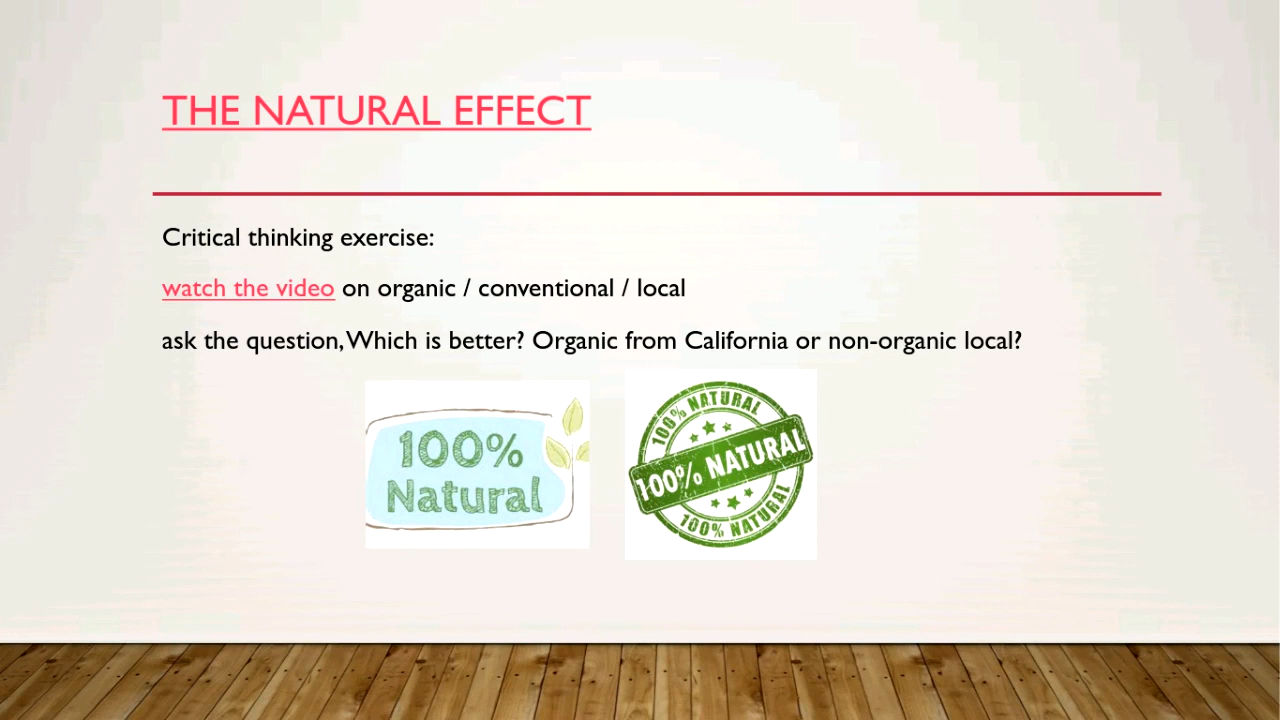 THE NATURAL EFFECT
Critical thinking exercise:
watch the video on organic / conventional / local
ask the question, Which is better? Organic from California or non-organic local?
100%
Natural
100% NATURAL
100% NATURAL
100% NATURAL